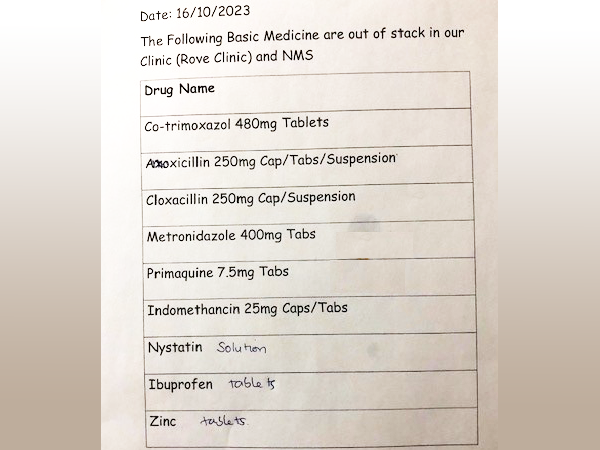 Date: 16/10/2023
The Following Basic Medicine are out of stack in our
Clinic (Rove Clinic) and NMS
Drug Name
Co-trimoxazol 480mg Tablets
Amoxicillin 250mg Cap/Tabs/Suspension
Cloxacillin 250mg Cap/Suspension
Metronidazole 400mg Tabs
Primaquine 7.5mg Tabs
Indomethancin 25mg Caps/Tabs
Nystatin Solution
Ibuprofen tablets
Zinc tablets